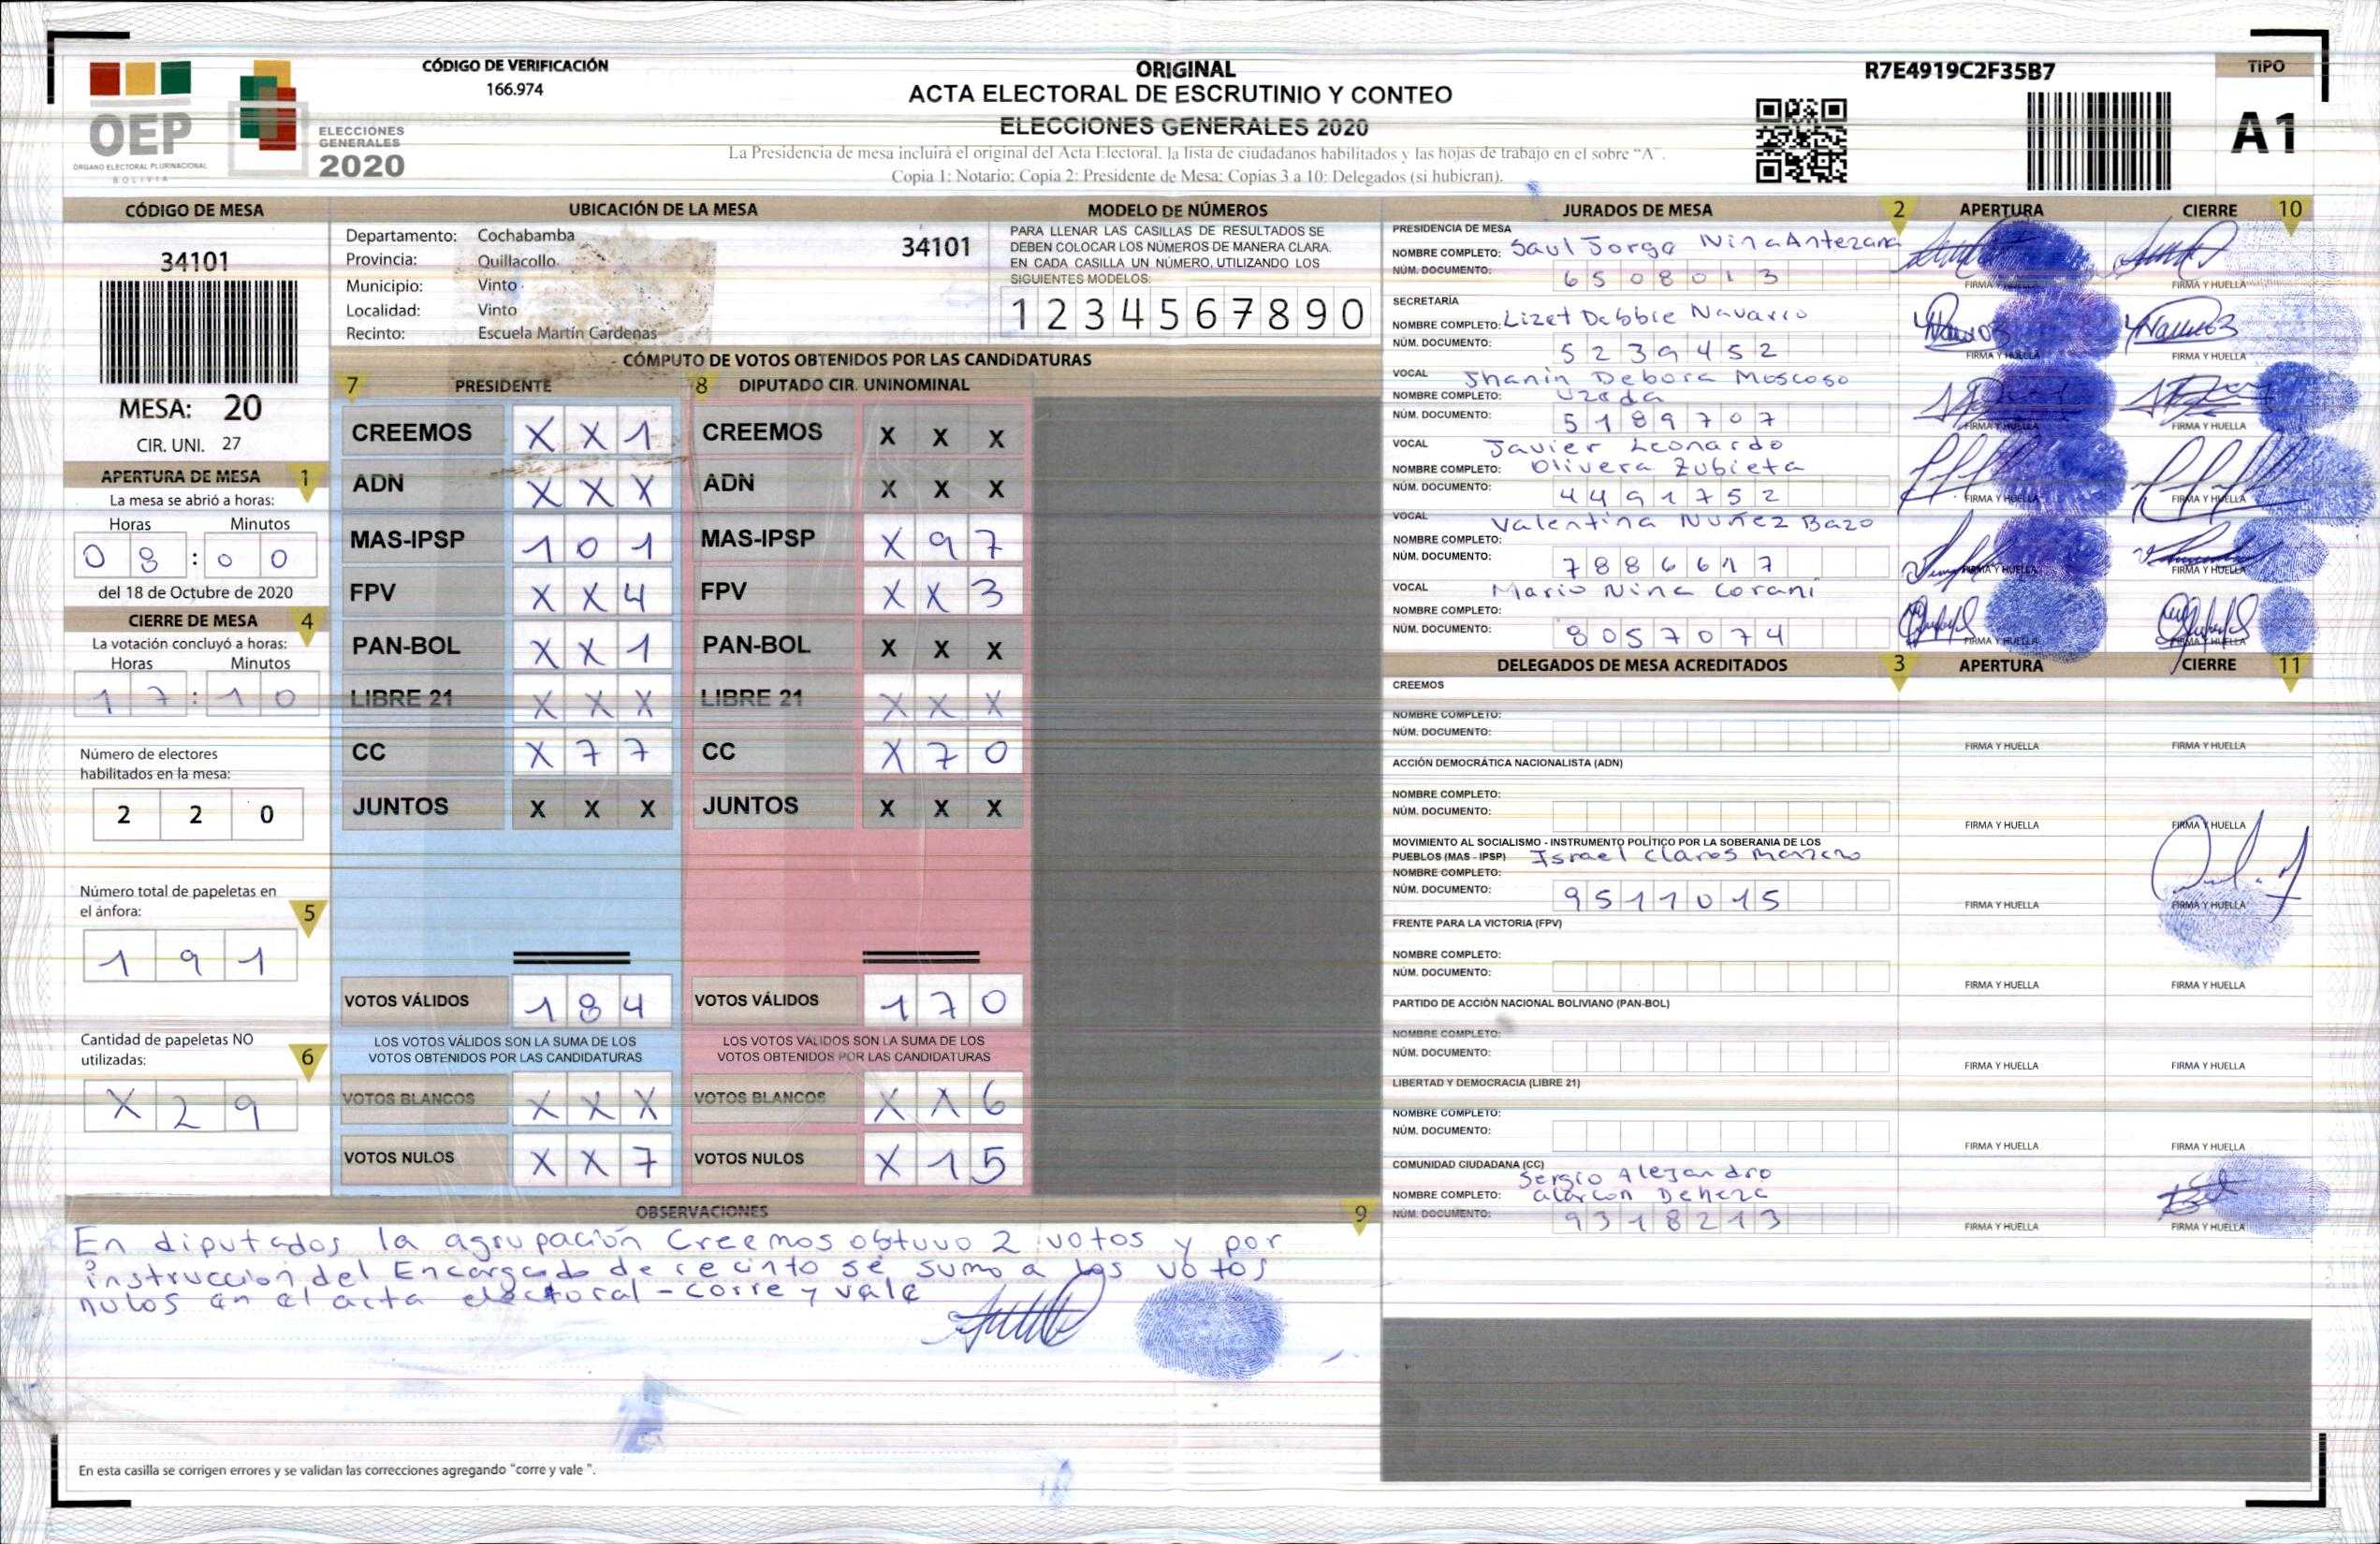 CÓDIGO DE VERIFICACIÓN
166.974
OEP
ÓRGANO ELECTORAL PLURINACIONAL
BOLIVIA
ELECCIONES
GENERALES
2020
ORIGINAL
ACTA ELECTORAL DE ESCRUTINIO Y CONTEO
ELECCIONES GENERALES 2020
La Presidencia de mesa incluirá el original del Acta Electoral, la lista de ciudadanos habilitados y las hojas de trabajo en el sobre "A".
Copia 1: Notario; Copia 2: Presidente de Mesa; Copias 3 a 10: Delegados (si hubieran).
R7E4919C2F35B7
TIPO
A1
CÓDIGO DE MESA
34101
MESA: 20
CIR. UNI. 27
APERTURA DE MESA 1
La mesa se abrió a horas:
Horas Minutos
0 8 : 0 0
del 18 de Octubre de 2020
CIERRE DE MESA 4
La votación concluyó a horas:
Horas Minutos
1 7 : 1 0
Número de electores
habilitados en la mesa:
2 2 0
Número total de papeletas en
el ánfora: 5
1 9 1
Cantidad de papeletas NO
utilizadas: 6
X 2 9
UBICACIÓN DE LA MESA
Departamento: Cochabamba
Provincia: Quillacollo
Municipio: Vinto
Localidad: Vinto
Recinto: Escuela Martín Cardenas
34101
MODELO DE NÚMEROS
PARA LLENAR LAS CASILLAS DE RESULTADOS SE
DEBEN COLOCAR LOS NÚMEROS DE MANERA CLARA.
EN CADA CASILLA UN NÚMERO, UTILIZANDO LOS
SIGUIENTES MODELOS:
1 2 3 4 5 6 7 8 9 0
CÓMPUTO DE VOTOS OBTENIDOS POR LAS CANDIDATURAS
7 PRESIDENTE
CREEMOS X X 1
ADN X X X
MAS-IPSP 1 0 1
FPV X X 4
PAN-BOL X X 1
LIBRE 21 X X X
CC X 7 7
JUNTOS X X X
VOTOS VÁLIDOS 1 8 4
LOS VOTOS VÁLIDOS SON LA SUMA DE LOS
VOTOS OBTENIDOS POR LAS CANDIDATURAS
VOTOS BLANCOS X X X
VOTOS NULOS X X 7
8 DIPUTADO CIR. UNINOMINAL
CREEMOS X X X
ADN X X X
MAS-IPSP X 9 7
FPV X X 3
PAN-BOL X X X
LIBRE 21 X X X
CC X 7 0
JUNTOS X X X
VOTOS VÁLIDOS 1 7 0
LOS VOTOS VÁLIDOS SON LA SUMA DE LOS
VOTOS OBTENIDOS POR LAS CANDIDATURAS
VOTOS BLANCOS X X 6
VOTOS NULOS X 1 5
OBSERVACIONES 9
En diputados la agrupación Creemos obtuvo 2 votos y por
instrucción del Encargado de recinto se sumo a los votos
nulos en el acta electoral - corre y vale
En esta casilla se corrigen errores y se validan las correcciones agregando "corre y vale ".
JURADOS DE MESA 2 APERTURA CIERRE 10
PRESIDENCIA DE MESA
NOMBRE COMPLETO: Saul Jorge Nina Antezana
NÚM. DOCUMENTO: 6508013
FIRMA Y HUELLA FIRMA Y HUELLA
SECRETARÍA
NOMBRE COMPLETO: Lizet Debbie Navarro
NÚM. DOCUMENTO: 5239452
FIRMA Y HUELLA FIRMA Y HUELLA
VOCAL Jhanin Debora Moscoso
NOMBRE COMPLETO: Uzeda
NÚM. DOCUMENTO: 5189707
FIRMA Y HUELLA FIRMA Y HUELLA
VOCAL Javier Leonardo
NOMBRE COMPLETO: Olivera Zubieta
NÚM. DOCUMENTO: 4491752
FIRMA Y HUELLA FIRMA Y HUELLA
VOCAL Valentina Nuñez Bazo
NOMBRE COMPLETO:
NÚM. DOCUMENTO: 7886617
FIRMA Y HUELLA FIRMA Y HUELLA
VOCAL Mario Nina Corani
NOMBRE COMPLETO:
NÚM. DOCUMENTO: 8057074
FIRMA Y HUELLA FIRMA Y HUELLA
DELEGADOS DE MESA ACREDITADOS 3 APERTURA CIERRE 11
CREEMOS
NOMBRE COMPLETO:
NÚM. DOCUMENTO:
FIRMA Y HUELLA FIRMA Y HUELLA
ACCIÓN DEMOCRÁTICA NACIONALISTA (ADN)
NOMBRE COMPLETO:
NÚM. DOCUMENTO:
FIRMA Y HUELLA FIRMA Y HUELLA
MOVIMIENTO AL SOCIALISMO - INSTRUMENTO POLÍTICO POR LA SOBERANIA DE LOS
PUEBLOS (MAS - IPSP) Israel Claros
NOMBRE COMPLETO:
NÚM. DOCUMENTO: 9511015
FIRMA Y HUELLA FIRMA Y HUELLA
FRENTE PARA LA VICTORIA (FPV)
NOMBRE COMPLETO:
NÚM. DOCUMENTO:
FIRMA Y HUELLA FIRMA Y HUELLA
PARTIDO DE ACCIÓN NACIONAL BOLIVIANO (PAN-BOL)
NOMBRE COMPLETO:
NÚM. DOCUMENTO:
FIRMA Y HUELLA FIRMA Y HUELLA
LIBERTAD Y DEMOCRACIA (LIBRE 21)
NOMBRE COMPLETO:
NÚM. DOCUMENTO:
FIRMA Y HUELLA FIRMA Y HUELLA
COMUNIDAD CIUDADANA (CC)
Sergio Alejandro
NOMBRE COMPLETO: alarcon
NÚM. DOCUMENTO: 9318213
FIRMA Y HUELLA FIRMA Y HUELLA